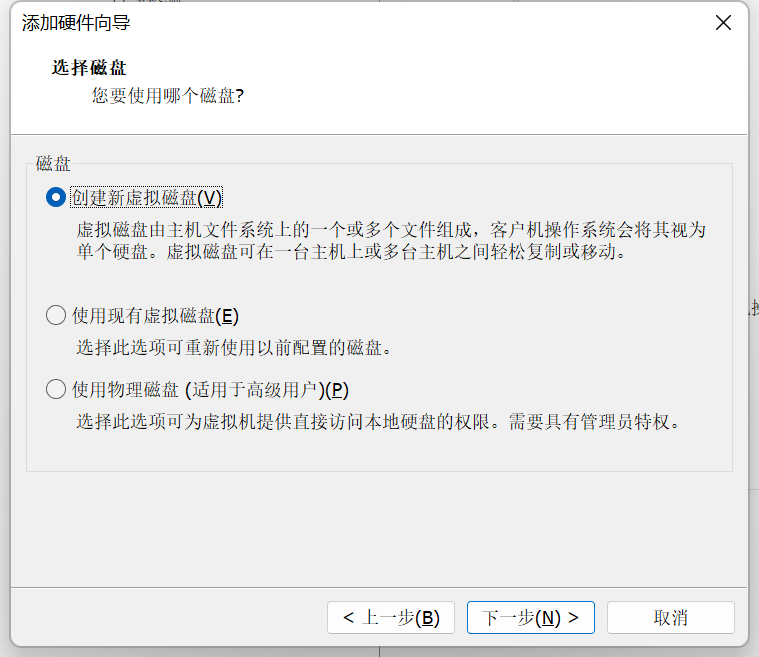 添加硬件向导
选择磁盘
您要使用哪个磁盘?
磁盘
创建新虚拟磁盘(V)
虚拟磁盘由主机文件系统上的一个或多个文件组成，客户机操作系统会将其视为
单个硬盘。虚拟磁盘可在一台主机上或多台主机之间轻松复制或移动。
使用现有虚拟磁盘(E)
选择此选项可重新使用以前配置的磁盘。
使用物理磁盘 (适用于高级用户)(P)
选择此选项可为虚拟机提供直接访问本地硬盘的权限。需要具有管理员特权。
< 上一步(B)
下一步(N) >
取消